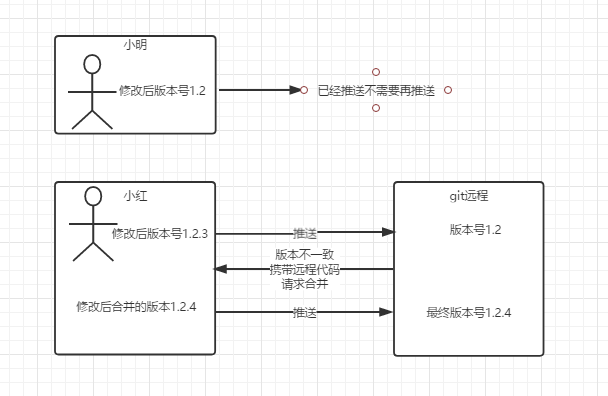 小明
修改后版本号1.2
已经推送不需要再推送
小红
git远程
修改后版本号1.2.3
推送
版本号1.2
版本不一致
携带远程代码
请求合并
修改后合并的版本1.2.4
推送
最终版本号1.2.4